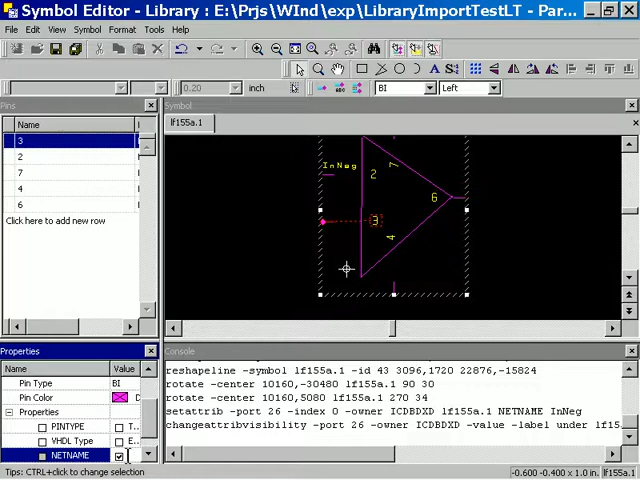 Symbol Editor - Library : E:\Prjs\WInd\exp\LibraryImportTestLT - Par...
File Edit View Symbol Format Tools Help
0.20 inch BI Left
Pins
Symbol
Name
lf155a.1
3
2
7
4
6
Click here to add new row
InNeg
2
7
6
3
4
Properties
Console
Name Value
Pin Type BI
Pin Color D
Properties
PINTYPE T...
VHDL Type E...
NETNAME
reshapeline -symbol lf155a.1 -id 43 3096,1720 22876,-15824
rotate -center 10160,-30480 lf155a.1 90 30
rotate -center 10160,5080 lf155a.1 270 34
setattrib -port 26 -index 0 -owner ICDBDXD lf155a.1 NETNAME InNeg
changeattribvisibility -port 26 -owner ICDBDXD -value -label under lf15
Tips: CTRL+click to change selection
-0.600 -0.400 x 1.0 in.